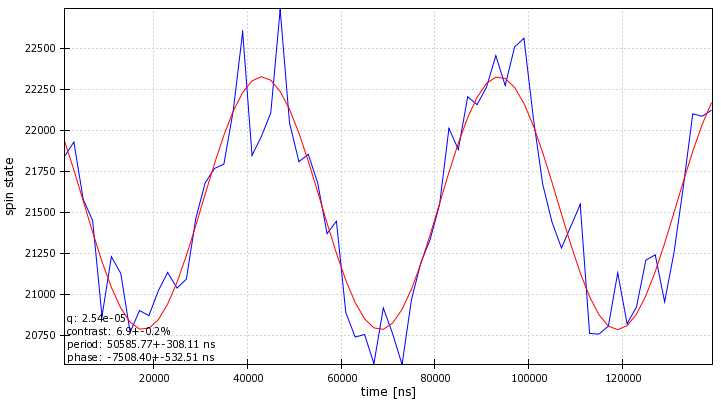 22500
22250
22000
21750
21500
21250
21000
20750
spin state
q: 2.54e-05
contrast: 6.9+-0.2%
period: 50585.77+-308.11 ns
phase: -7508.40+-532.51 ns
20000 40000 60000 80000 100000 120000
time [ns]